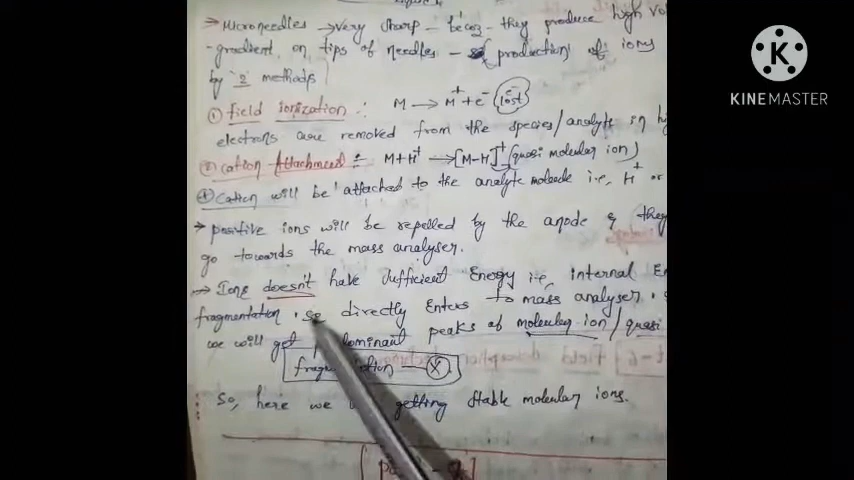 → Microneedles → very sharp - becoz - they produce high vol
- gradient on tips of needles - production of ions
by "2" methods
① field ionization : M → M⁺ + e⁻ e⁻ lost
electrons are removed from the species/analyte in hi
② cation Attachment : M + H⁺ → [M-H]⁺ (quasi molecular ion)
⊕ cation will be attached to the analyte molecule i.e, H⁺ or
→ positive ions will be repelled by the anode & they
go towards the mass analyser.
→ Ions doesn't have sufficient Energy i.e, internal E
fragmentation. so directly Enters to mass analyser.
we will get dominant peaks of molecular ion / quasi
X
So, here we getting stable molecular ions.
KINEMASTER